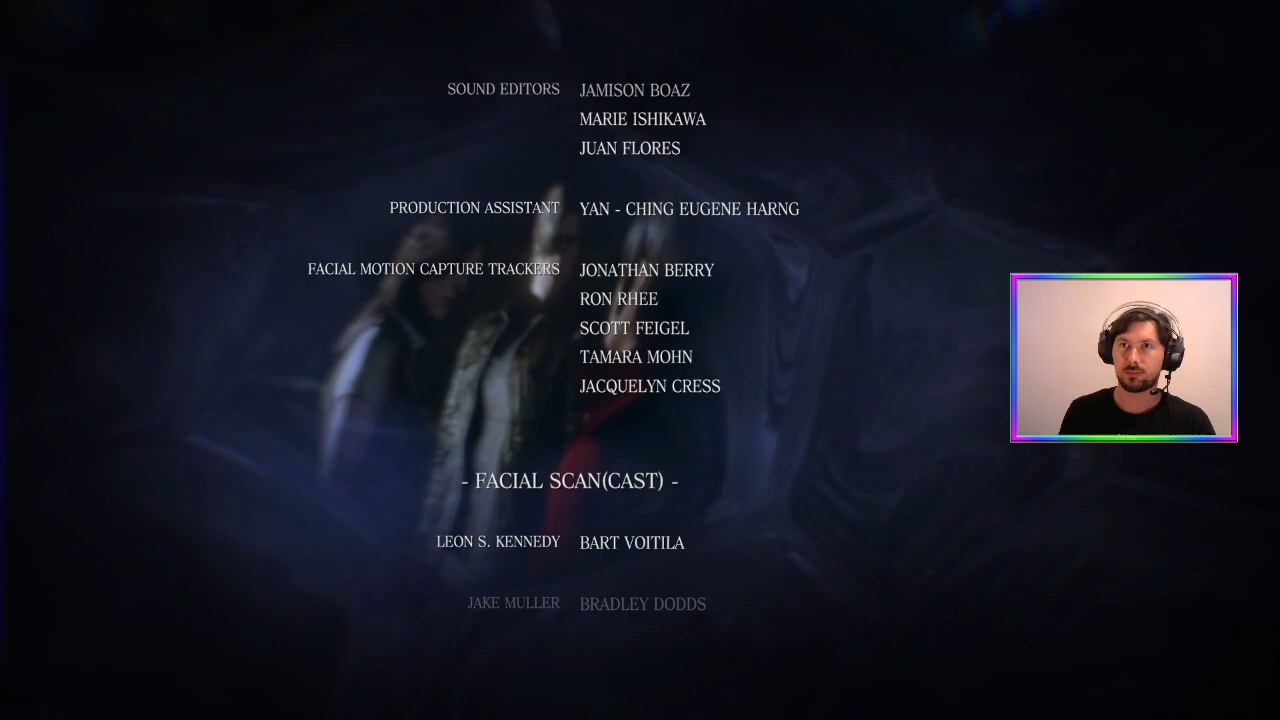 SOUND EDITORS JAMISON BOAZ
MARIE ISHIKAWA
JUAN FLORES
PRODUCTION ASSISTANT YAN - CHING EUGENE HARNG
FACIAL MOTION CAPTURE TRACKERS JONATHAN BERRY
RON RHEE
SCOTT FEIGEL
TAMARA MOHN
JACQUELYN CRESS
- FACIAL SCAN(CAST) -
LEON S. KENNEDY BART VOITILA
JAKE MULLER BRADLEY DODDS